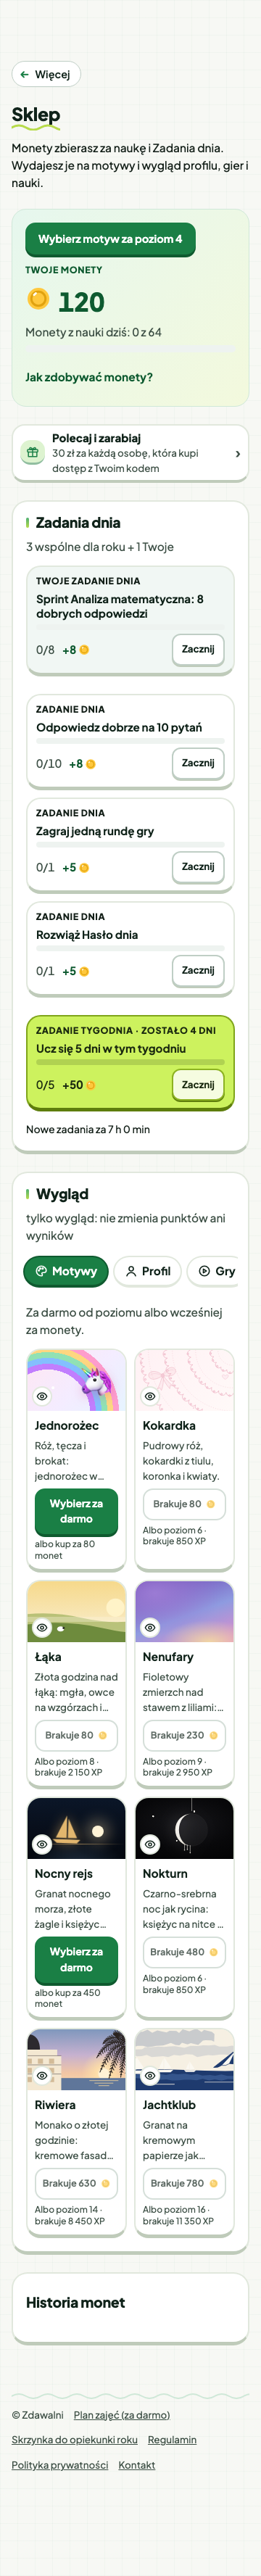 Więcej
Sklep
Monety zbierasz za naukę i Zadania dnia.
Wydajesz je na motywy i wygląd profilu, gier i
nauki.
Wybierz motyw za poziom 4
TWOJE MONETY
120
Monety z nauki dziś: 0 z 64
Jak zdobywać monety?
Polecaj i zarabiaj
30 zł za każdą osobę, która kupi
dostęp z Twoim kodem
Zadania dnia
3 wspólne dla roku + 1 Twoje
TWOJE ZADANIE DNIA
Sprint Analiza matematyczna: 8
dobrych odpowiedzi
0/8 +8
Zacznij
ZADANIE DNIA
Odpowiedz dobrze na 10 pytań
0/10 +8
Zacznij
ZADANIE DNIA
Zagraj jedną rundę gry
0/1 +5
Zacznij
ZADANIE DNIA
Rozwiąż Hasło dnia
0/1 +5
Zacznij
ZADANIE TYGODNIA · ZOSTAŁO 4 DNI
Ucz się 5 dni w tym tygodniu
0/5 +50
Zacznij
Nowe zadania za 7 h 0 min
Wygląd
tylko wygląd: nie zmienia punktów ani
wyników
Motywy Profil Gry
Za darmo od poziomu albo wcześniej
za monety.
Jednorożec
Róż, tęcza i
brokat:
jednorożec w…
Wybierz za
darmo
albo kup za 80
monet
Kokardka
Pudrowy róż,
kokardki z tiulu,
koronka i kwiaty.
Brakuje 80
Albo poziom 6 ·
brakuje 850 XP
Łąka
Złota godzina nad
łąką: mgła, owce
na wzgórzach i…
Brakuje 80
Albo poziom 8 ·
brakuje 2 150 XP
Nenufary
Fioletowy
zmierzch nad
stawem z liliami:…
Brakuje 230
Albo poziom 9 ·
brakuje 2 950 XP
Nocny rejs
Granat nocnego
morza, złote
żagle i księżyc…
Wybierz za
darmo
albo kup za 450
monet
Nokturn
Czarno-srebrna
noc jak rycina:
księżyc na nitce …
Brakuje 480
Albo poziom 6 ·
brakuje 850 XP
Riwiera
Monako o złotej
godzinie:
kremowe fasad…
Brakuje 630
Albo poziom 14 ·
brakuje 8 450 XP
Jachtklub
Granat na
kremowym
papierze jak…
Brakuje 780
Albo poziom 16 ·
brakuje 11 350 XP
Historia monet
© Zdawalni Plan zajęć (za darmo)
Skrzynka do opiekunki roku Regulamin
Polityka prywatności Kontakt